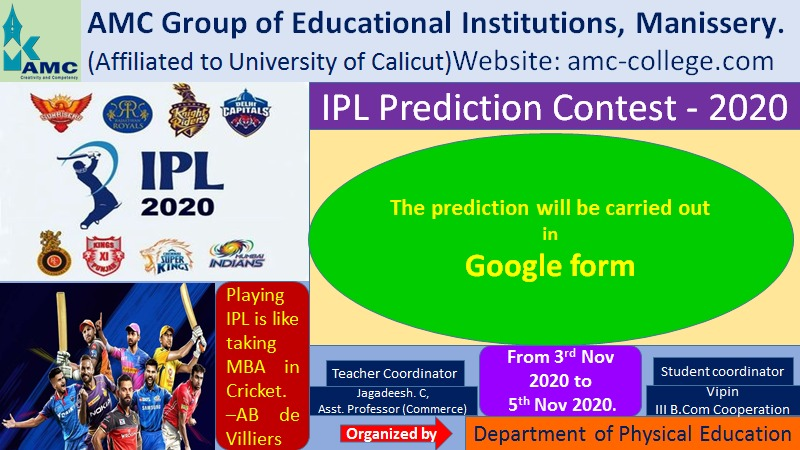 AMC
Creativity and Competency
AMC Group of Educational Institutions, Manissery.
(Affiliated to University of Calicut)Website: amc-college.com
SUNRISERS
RAJASTHAN
ROYALS
Knight
Riders
DELHI
CAPITALS
IPL
2020
KINGS
XI
PUNJAB
CHENNAI
SUPER
KINGS
MUMBAI
INDIANS
IPL Prediction Contest - 2020
The prediction will be carried out
in
Google form
Playing
IPL is like
taking
MBA in
Cricket.
–AB de
Villiers
Teacher Coordinator
Jagadeesh. C,
Asst. Professor (Commerce)
From 3rd Nov
2020 to
5th Nov 2020.
Student coordinator
Vipin
III B.Com Cooperation
Organized by
Department of Physical Education